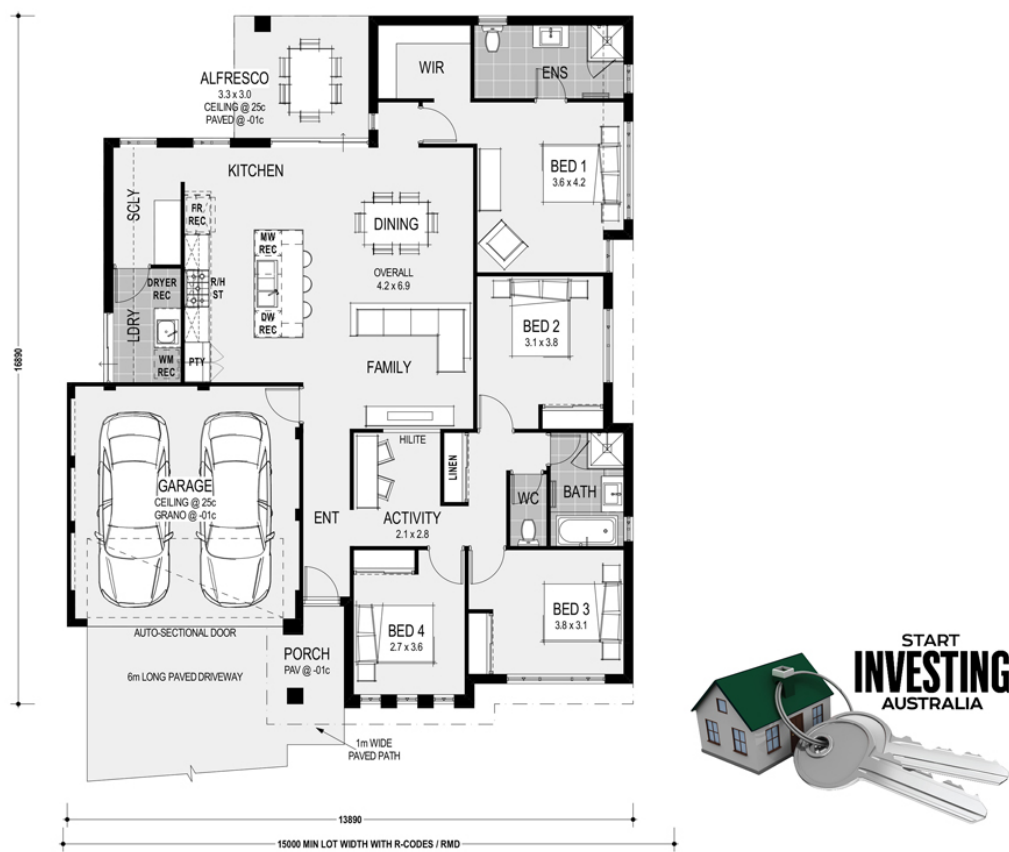 ALFRESCO
3.3 x 3.0
CEILING @ 25c
PAVED @ -01c
WIR
ENS
BED 1
3.6 x 4.2
KITCHEN
SCLY
FR.
REC
MW
REC
DINING
OVERALL
4.2 x 6.9
DRYER
REC
R/H
ST
LDRY
DW
REC
BED 2
3.1 x 3.8
WM
REC
PTY
FAMILY
16890
HILITE
LINEN
GARAGE
CEILING @ 25c
GRANO @ -01c
ENT
ACTIVITY
2.1 x 2.8
WC
BATH
BED 4
2.7 x 3.6
BED 3
3.8 x 3.1
AUTO-SECTIONAL DOOR
PORCH
PAV @ -01c
6m LONG PAVED DRIVEWAY
1m WIDE
PAVED PATH
START
INVESTING
AUSTRALIA
13890
15000 MIN LOT WIDTH WITH R-CODES / RMD